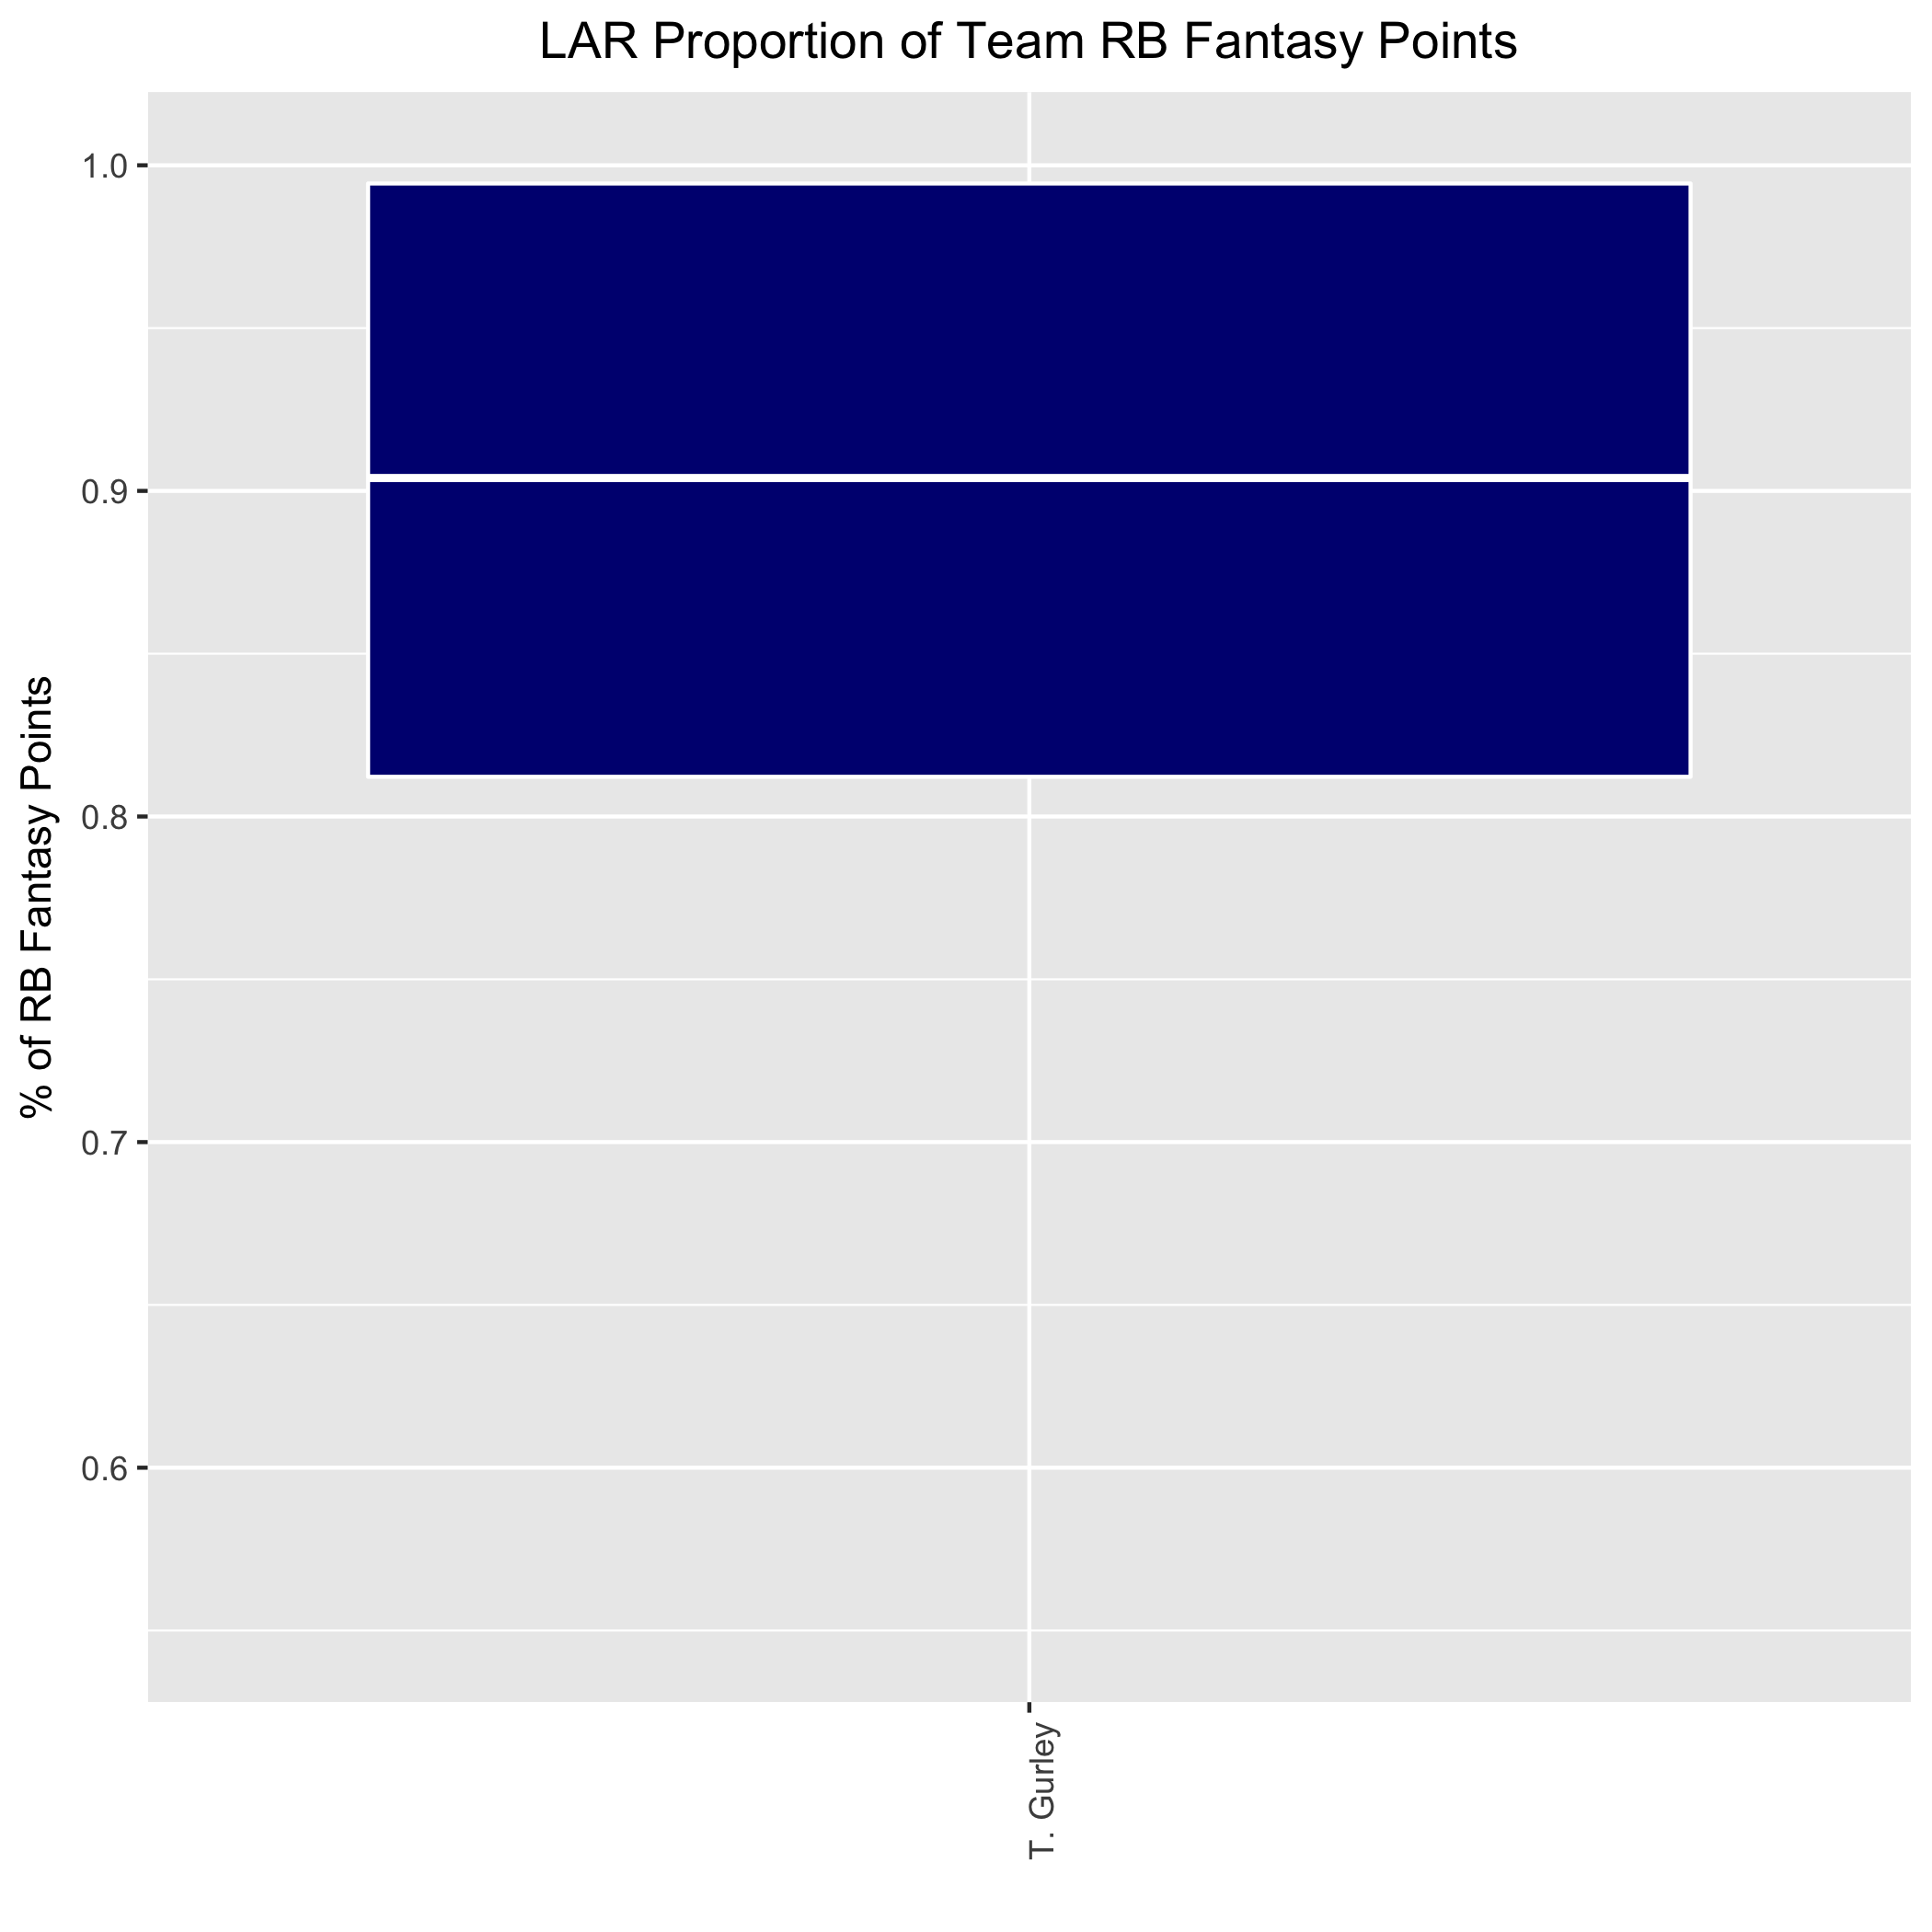 LAR Proportion of Team RB Fantasy Points
% of RB Fantasy Points
1.0
0.9
0.8
0.7
0.6
T. Gurley